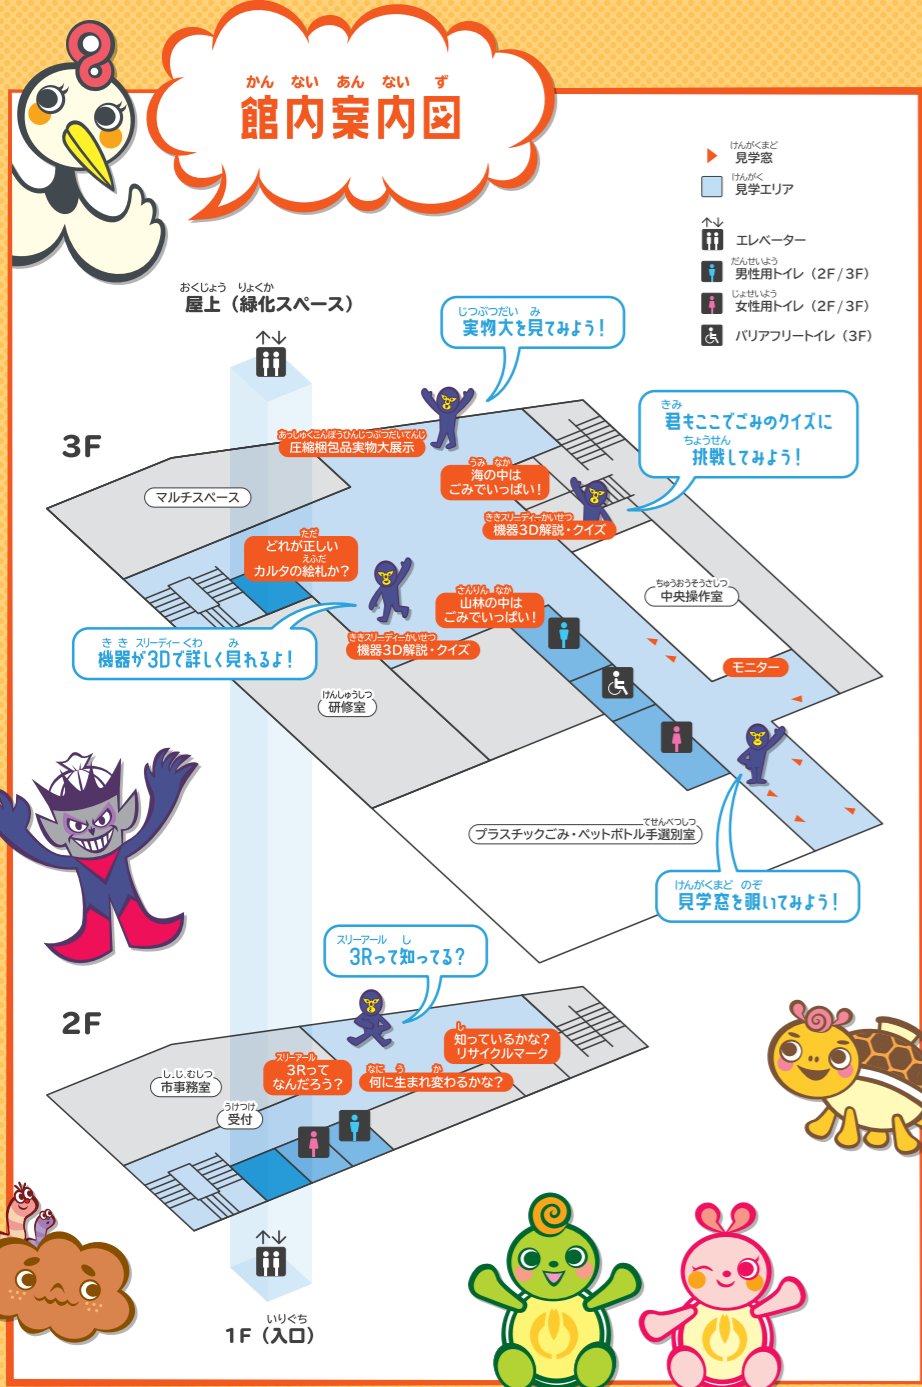 かん ない あん ない ず
館内案内図
けんがくまど
見学窓
けんがく
見学エリア
エレベーター
だんせいよう
男性用トイレ（2F/3F）
じょせいよう
女性用トイレ（2F/3F）
バリアフリートイレ（3F）
おくじょう りょくか
屋上（緑化スペース）
じつぶつだい み
実物大を見てみよう！
きみ
君もここでごみのクイズに
ちょうせん
挑戦してみよう！
3F
あっしゅくこんぽうひんじつぶつだいてんじ
圧縮梱包品実物大展示
うみ なか
海の中は
ごみでいっぱい！
マルチスペース
ききスリーディーかいせつ
機器3D解説・クイズ
ただ
どれが正しい
えふだ
カルタの絵札か？
ちゅうおうそうさしつ
中央操作室
さんりん なか
山林の中は
ごみでいっぱい！
きき スリーディー くわ み
機器が3Dで詳しく見れるよ！
ききスリーディーかいせつ
機器3D解説・クイズ
モニター
けんしゅうしつ
研修室
てせんべつしつ
プラスチックごみ・ペットボトル手選別室
けんがくまど のぞ
見学窓を覗いてみよう！
スリーアール し
3Rって知ってる？
2F
し
知っているかな？
リサイクルマーク
スリーアール
3Rって
なんだろう？
なに う か
何に生まれ変わるかな？
し.じ.むしつ
市事務室
うけつけ
受付
いりぐち
1F（入口）